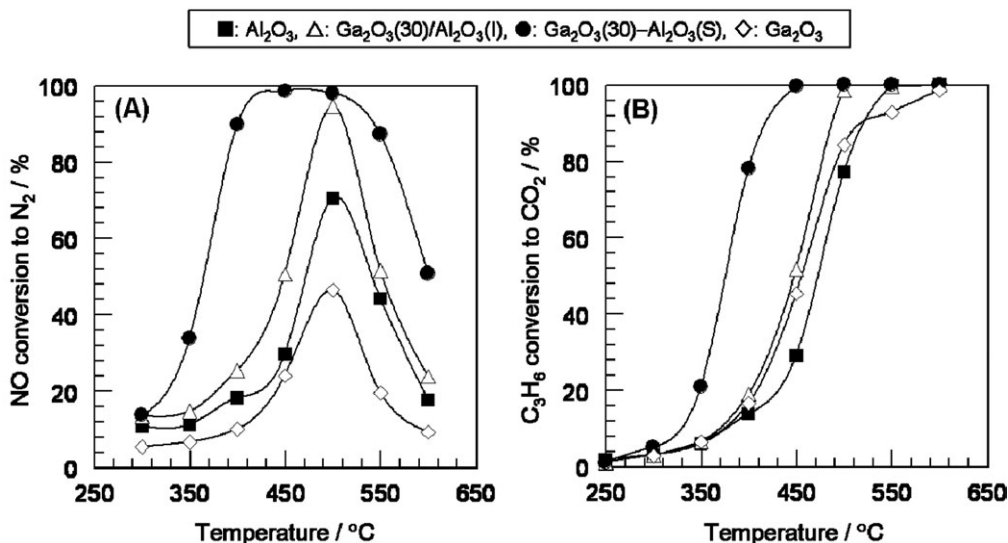 ■: Al₂O₃, △: Ga₂O₃(30)/Al₂O₃(I), ●: Ga₂O₃(30)–Al₂O₃(S), ◇: Ga₂O₃
(A)
NO conversion to N₂ / %
100
80
60
40
20
0
250 350 450 550 650
Temperature / °C
(B)
C₃H₆ conversion to CO₂ / %
100
80
60
40
20
0
250 350 450 550 650
Temperature / °C